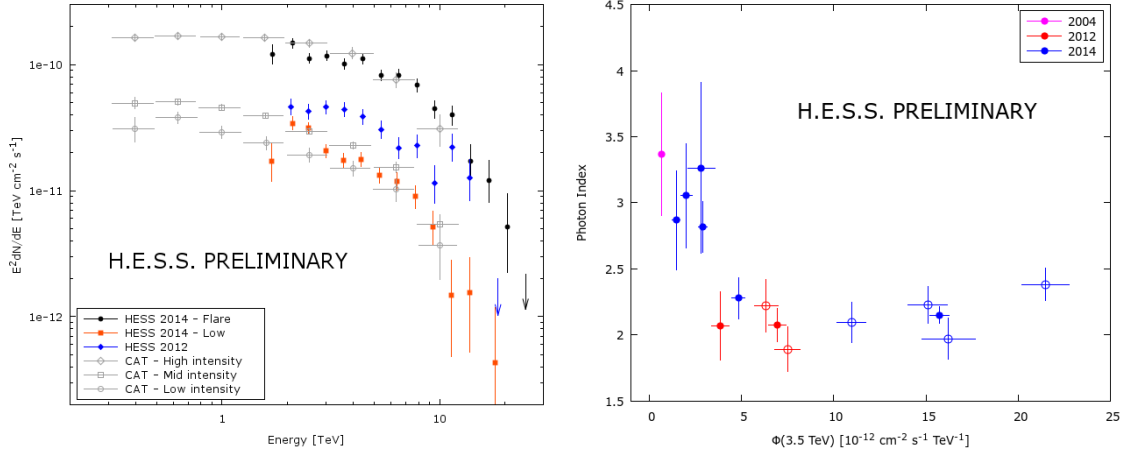 1e-10
1e-11
1e-12
E²dN/dE [TeV cm⁻² s⁻¹]
H.E.S.S. PRELIMINARY
HESS 2014 - Flare
HESS 2014 - Low
HESS 2012
CAT - High intensity
CAT - Mid intensity
CAT - Low intensity
1
10
Energy [TeV]
4.5
4
3.5
3
2.5
2
1.5
Photon Index
2004
2012
2014
H.E.S.S. PRELIMINARY
0
5
10
15
20
25
Φ(3.5 TeV) [10⁻¹² cm⁻² s⁻¹ TeV⁻¹]